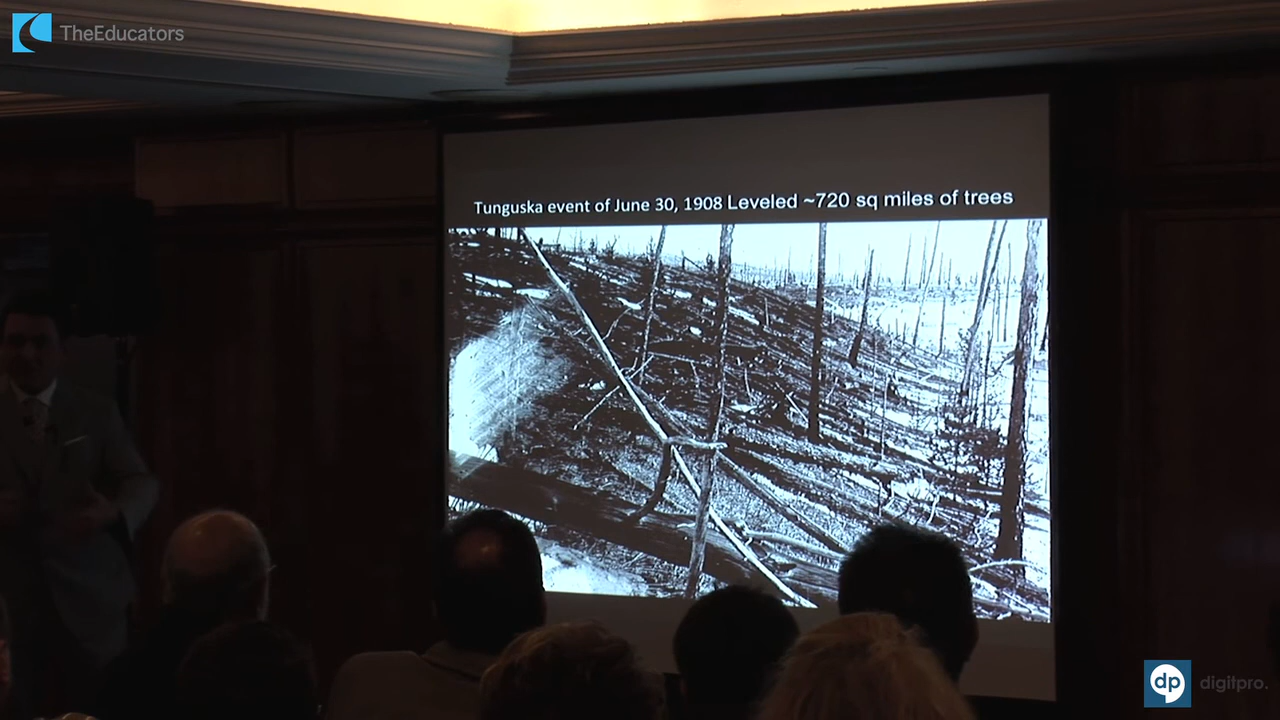 TheEducators
Tunguska event of June 30, 1908 Leveled ~720 sq miles of trees
dp digitpro.